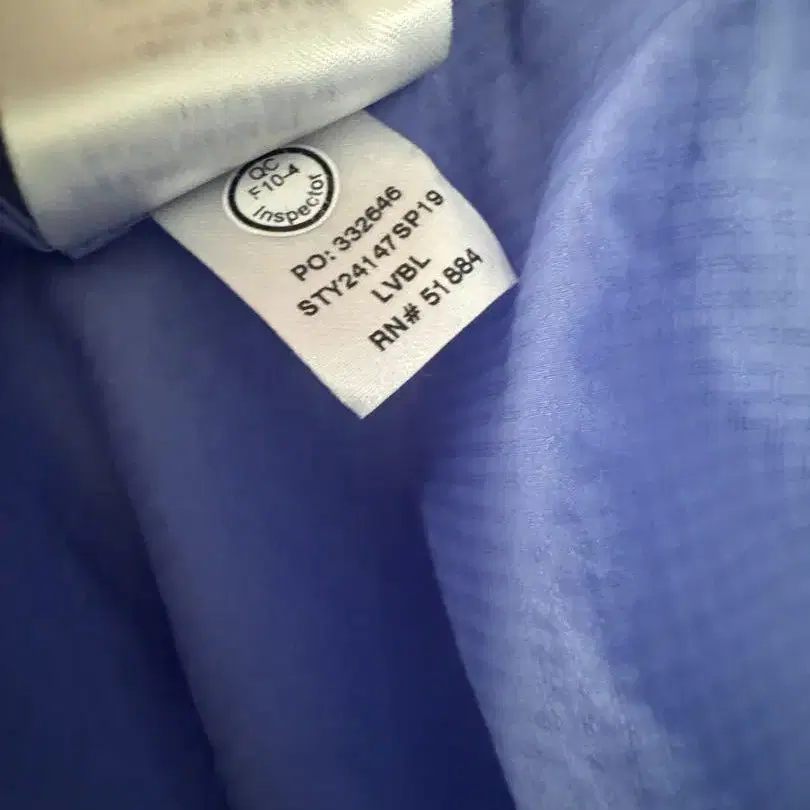 QC
F10-4
Inspector
PO: 332646
STY24147SP19
LVBL
RN# 51884